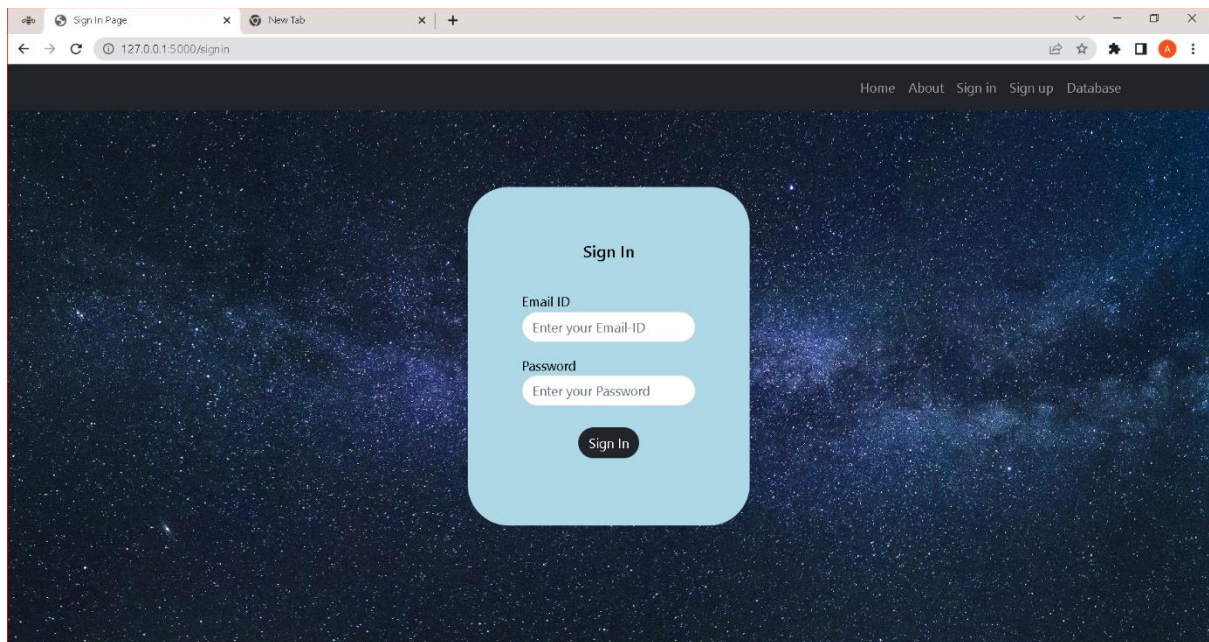 Sign In Page New Tab
127.0.0.1:5000/signin A
Home About Sign in Sign up Database
Sign In
Email ID
Enter your Email-ID
Password
Enter your Password
Sign In